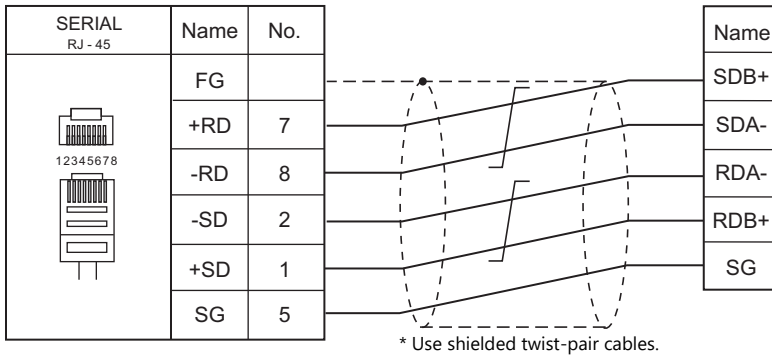 SERIAL
RJ - 45
Name No.
Name
FG
+RD 7
-RD 8
-SD 2
+SD 1
SG 5
12345678
SDB+
SDA-
RDA-
RDB+
SG
* Use shielded twist-pair cables.